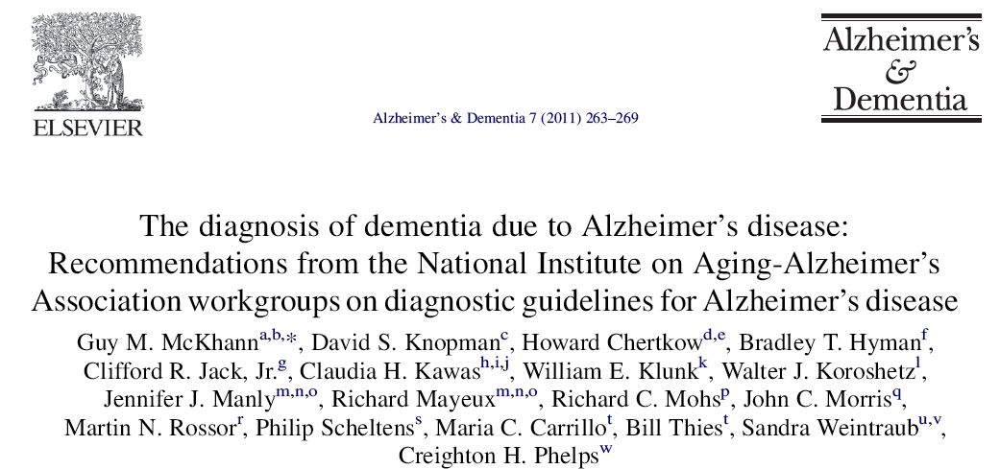 ELSEVIER
Alzheimer's & Dementia 7 (2011) 263–269
Alzheimer's
&
Dementia
The diagnosis of dementia due to Alzheimer's disease:
Recommendations from the National Institute on Aging-Alzheimer's
Association workgroups on diagnostic guidelines for Alzheimer's disease
Guy M. McKhann^a,b,*, David S. Knopman^c, Howard Chertkow^d,e, Bradley T. Hyman^f,
Clifford R. Jack, Jr.^g, Claudia H. Kawas^h,i,j, William E. Klunk^k, Walter J. Koroshetz^l,
Jennifer J. Manly^m,n,o, Richard Mayeux^m,n,o, Richard C. Mohs^p, John C. Morris^q,
Martin N. Rossor^r, Philip Scheltens^s, Maria C. Carrillo^t, Bill Thies^t, Sandra Weintraub^u,v,
Creighton H. Phelps^w